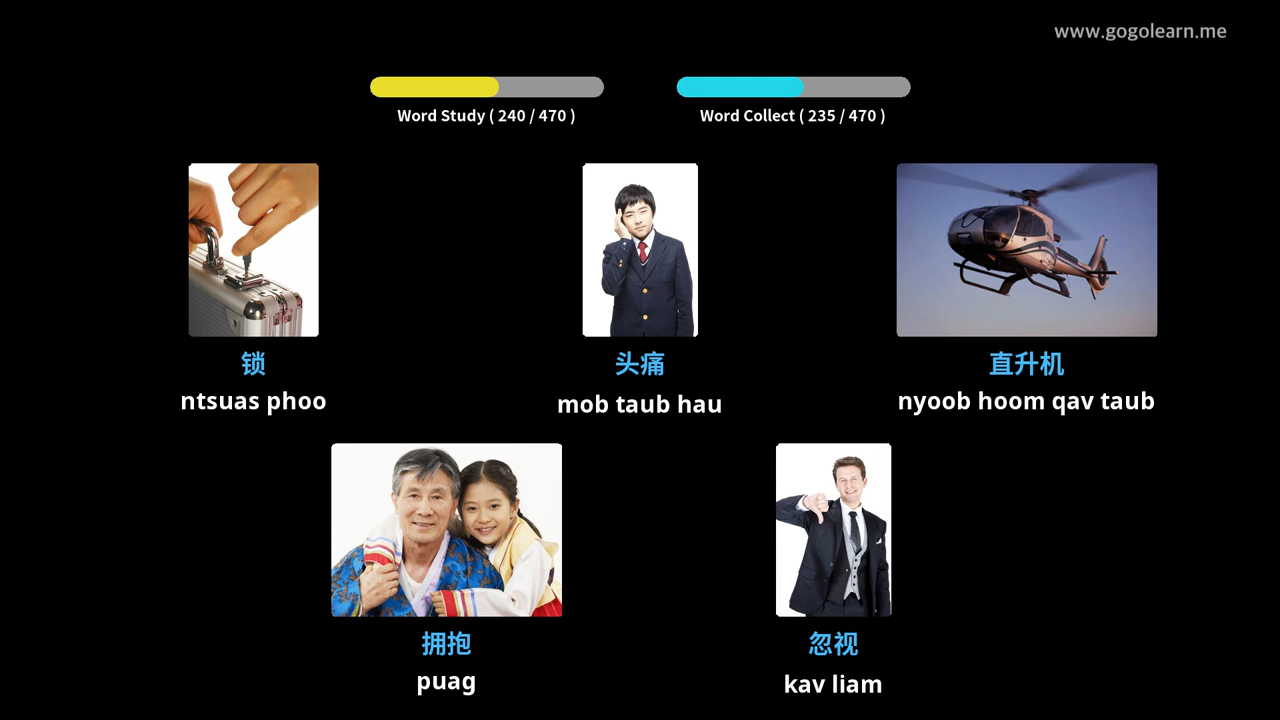 www.gogolearn.me
Word Study ( 240 / 470 )
Word Collect ( 235 / 470 )
锁
ntsuas phoo
头痛
mob taub hau
直升机
nyoob hoom qav taub
拥抱
puag
忽视
kav liam